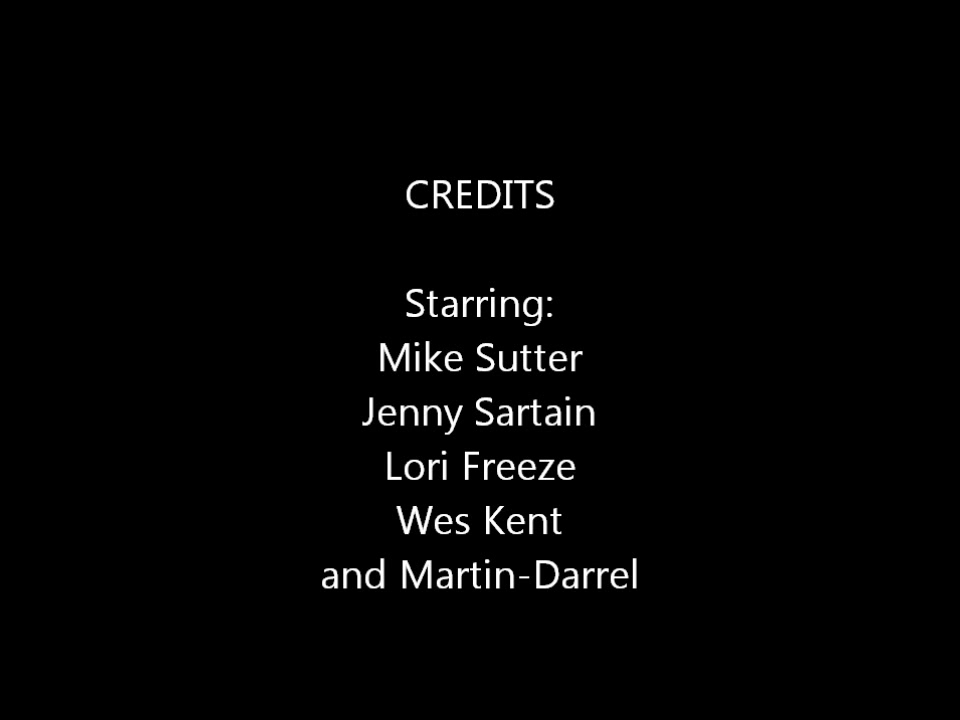 CREDITS
Starring:
Mike Sutter
Jenny Sartain
Lori Freeze
Wes Kent
and Martin-Darrel